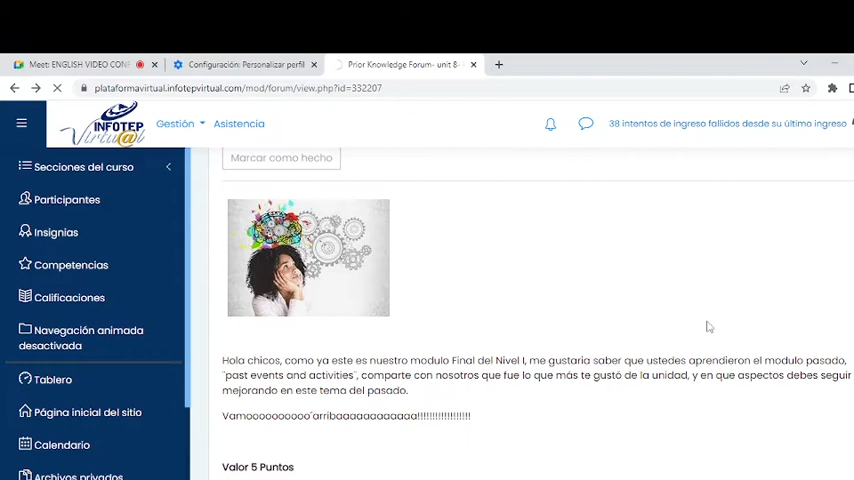 Meet: ENGLISH VIDEO CONF
Configuración: Personalizar perfil
Prior Knowledge Forum- unit 8-
plataformavirtual.infotepvirtual.com/mod/forum/view.php?id=332207
INFOTEP
Virtu@l
Gestión
Asistencia
38 intentos de ingreso fallidos desde su último ingreso
Secciones del curso
Participantes
Insignias
Competencias
Calificaciones
Navegación animada
desactivada
Tablero
Página inicial del sitio
Calendario
Archivos privados
Marcar como hecho
Hola chicos, como ya este es nuestro modulo Final del Nivel I, me gustaria saber que ustedes aprendieron el modulo pasado,
¨past events and activities¨, comparte con nosotros que fue lo que más te gustó de la unidad, y en que aspectos debes seguir
mejorando en este tema del pasado.
Vamoooooooooo´arribaaaaaaaaaaaa!!!!!!!!!!!!!!!!!!
Valor 5 Puntos